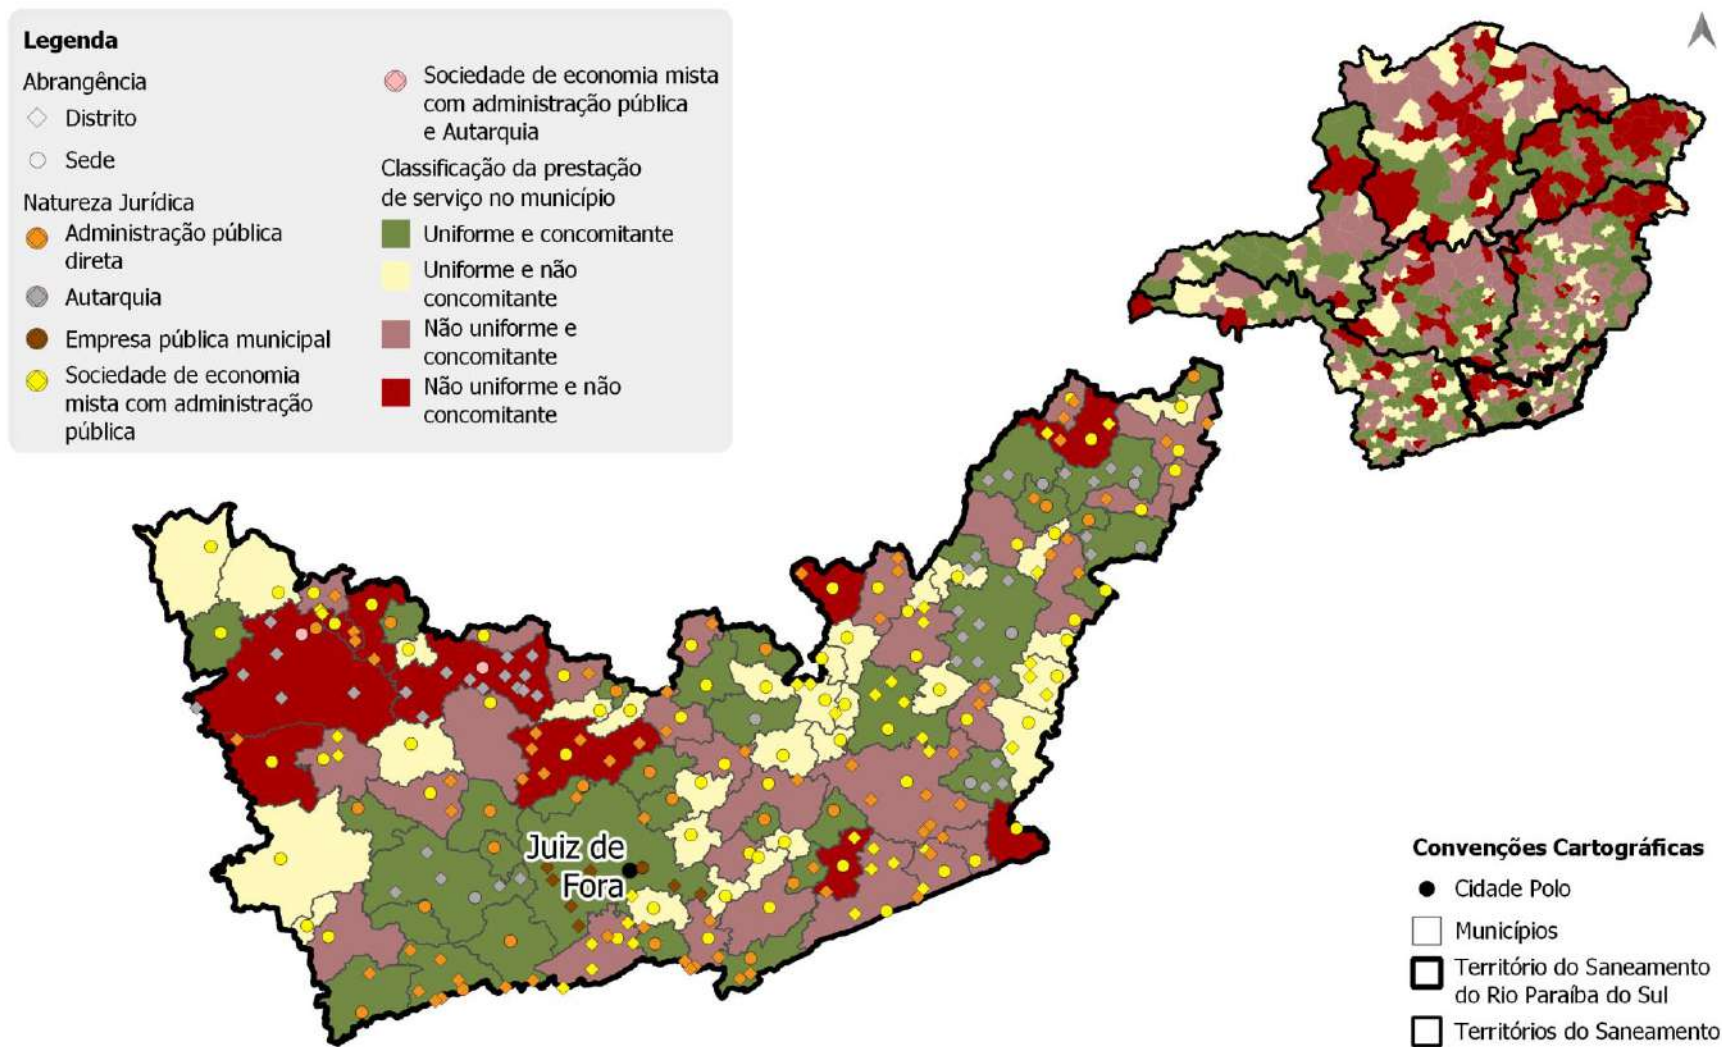 Legenda
Abrangência
Distrito
Sede
Natureza Jurídica
Administração pública
direta
Autarquia
Empresa pública municipal
Sociedade de economia
mista com administração
pública
Sociedade de economia mista
com administração pública
e Autarquia
Classificação da prestação
de serviço no município
Uniforme e concomitante
Uniforme e não
concomitante
Não uniforme e
concomitante
Não uniforme e não
concomitante
Juiz de
Fora
Convenções Cartográficas
Cidade Polo
Municípios
Território do Saneamento
do Rio Paraíba do Sul
Territórios do Saneamento